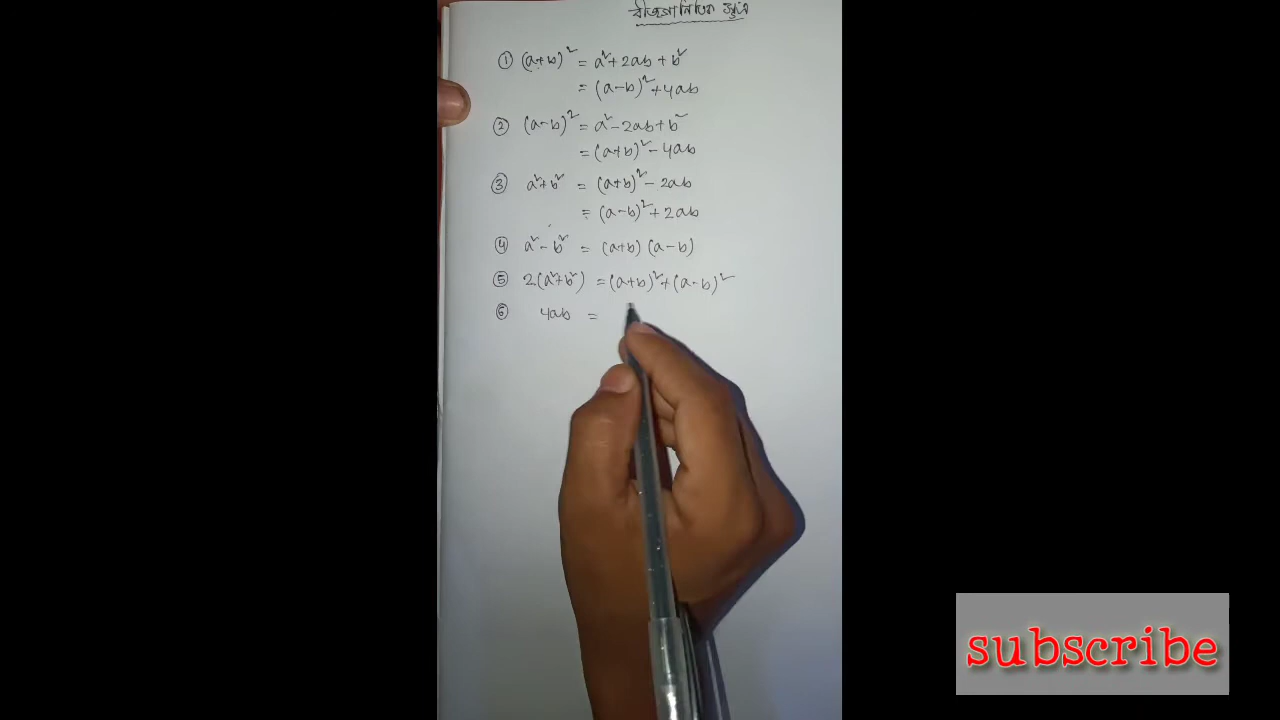 বীজগানিতিক সূত্র
① (a+b)² = a²+2ab+b²
= (a-b)²+4ab
② (a-b)² = a²-2ab+b²
= (a+b)²-4ab
③ a²+b² = (a+b)²-2ab
= (a-b)²+2ab
④ a²-b² = (a+b)(a-b)
⑤ 2(a²+b²) = (a+b)²+(a-b)²
⑥ 4ab =
subscribe